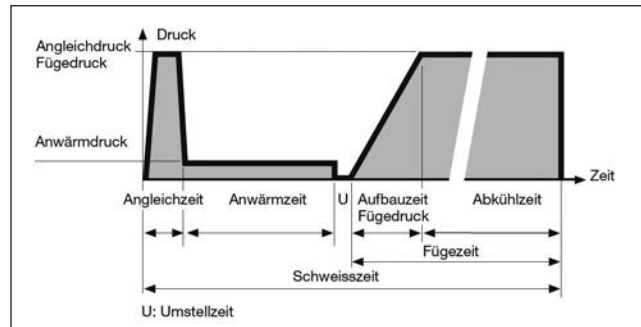 Druck
Angleichdruck
Fügedruck
Anwärmdruck
Zeit
Angleichzeit
Anwärmzeit
U
Aufbauzeit
Fügedruck
Abkühlzeit
Fügezeit
Schweisszeit
U: Umstellzeit